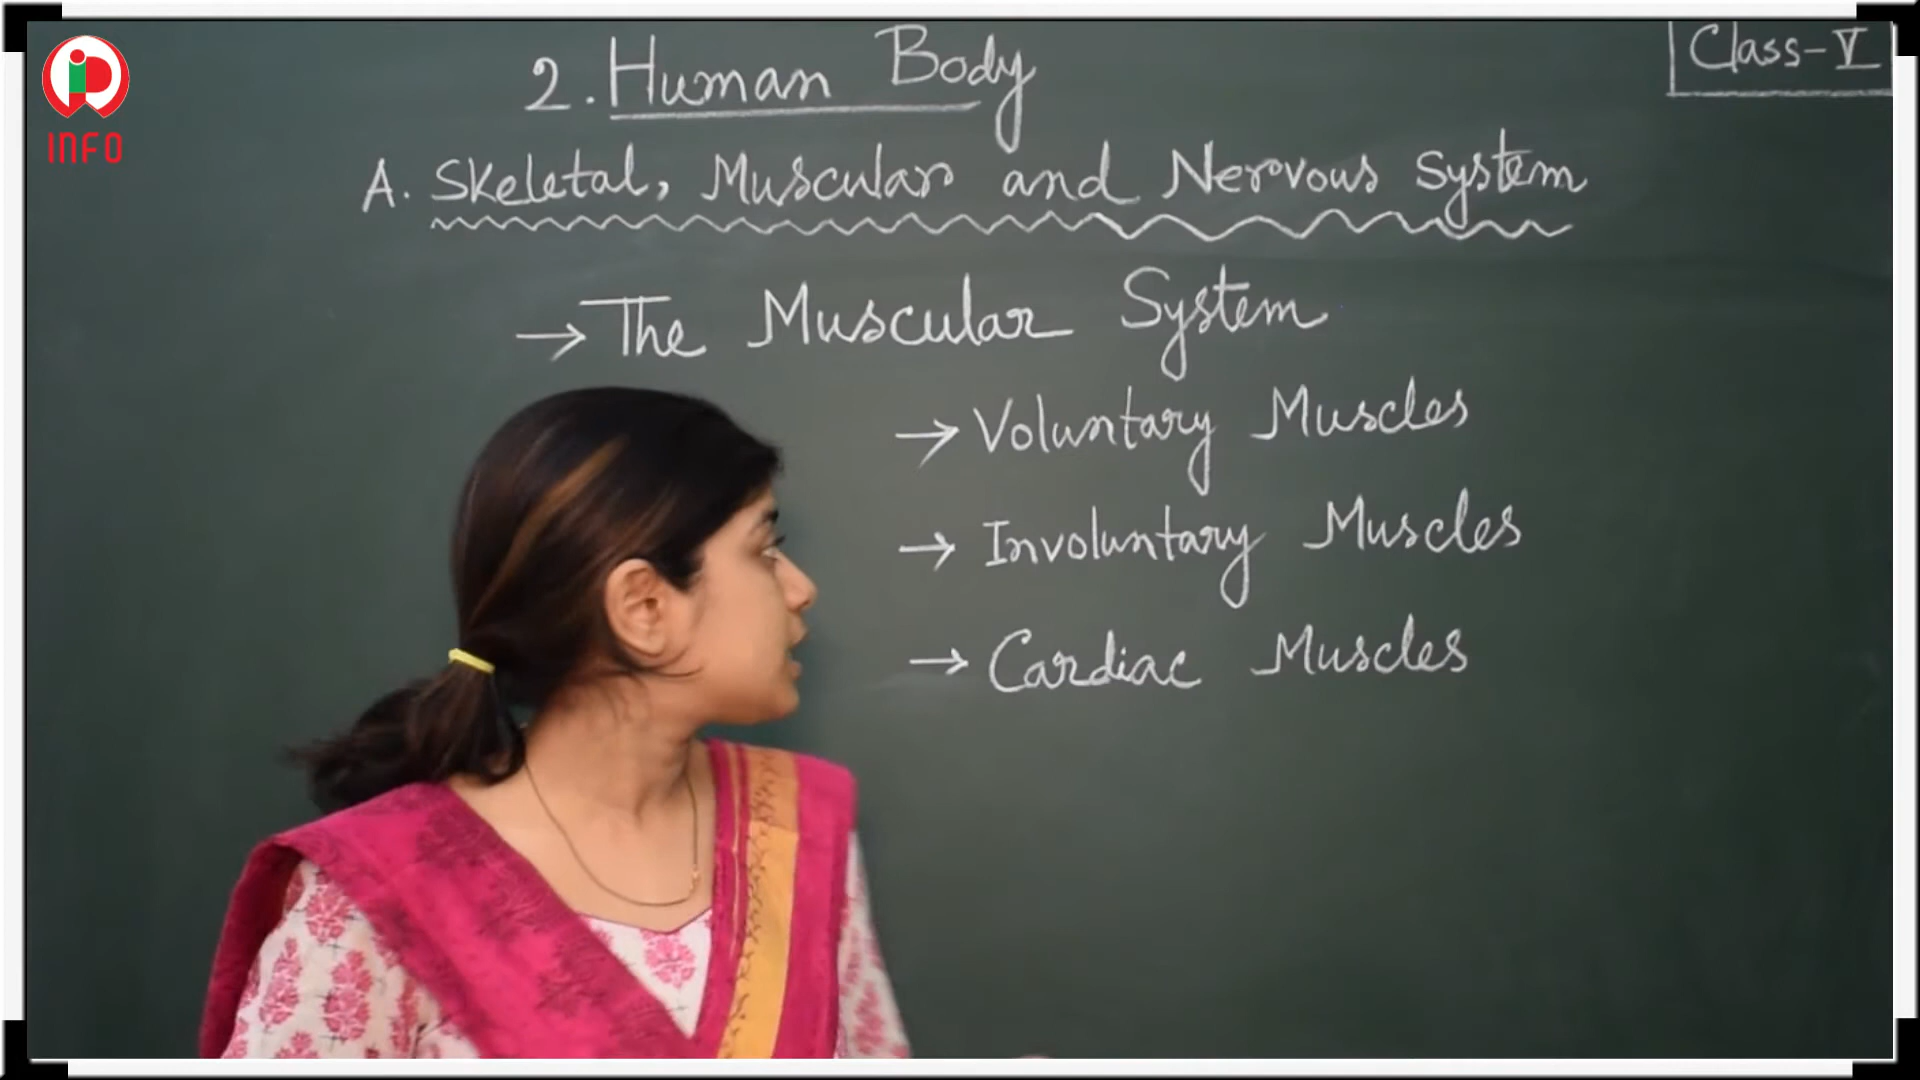 INFO
2. Human Body
Class-V
A. Skeletal, Muscular and Nervous System
→ The Muscular System
→ Voluntary Muscles
→ Involuntary Muscles
→ Cardiac Muscles